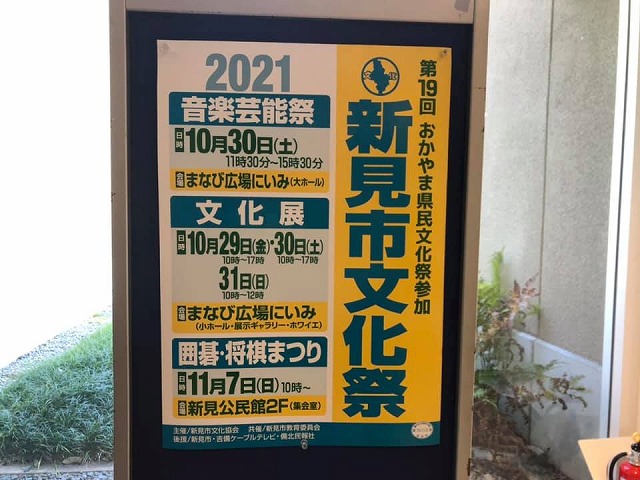 第19回 おかやま県民文化祭参加
新見市文化祭
文化
2021
音楽芸能祭
日時 10月30日(土)
11時30分～15時30分
会場 まなび広場にいみ(大ホール)
文化展
日時 10月29日(金)・30日(土)
10時～17時 10時～17時
31日(日)
10時～12時
会場 まなび広場にいみ
(小ホール・展示ギャラリー・ホワイエ)
囲碁・将棋まつり
日時 11月7日(日) 10時～
会場 新見公民館2F(集会室)
主催/新見市文化協会 共催/新見市教育委員会
後援/新見市・吉備ケーブルテレビ・備北民報社